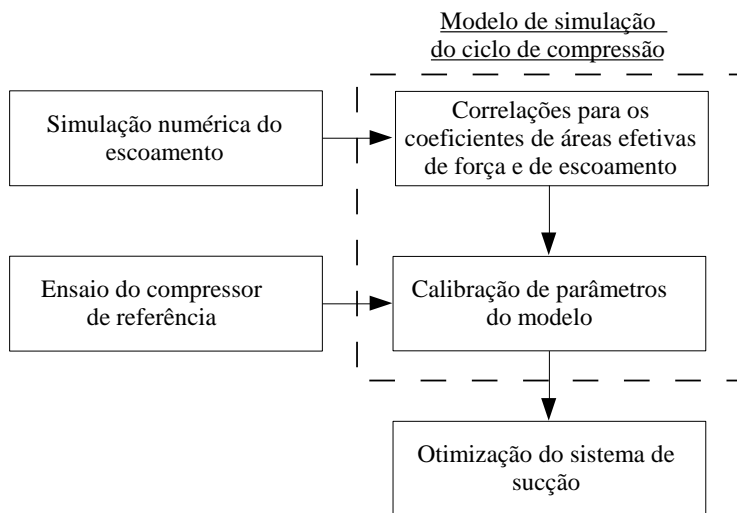 Modelo de simulação
do ciclo de compressão
Simulação numérica do
escoamento
Correlações para os
coeficientes de áreas efetivas
de força e de escoamento
Ensaio do compressor
de referência
Calibração de parâmetros
do modelo
Otimização do sistema de
sucção